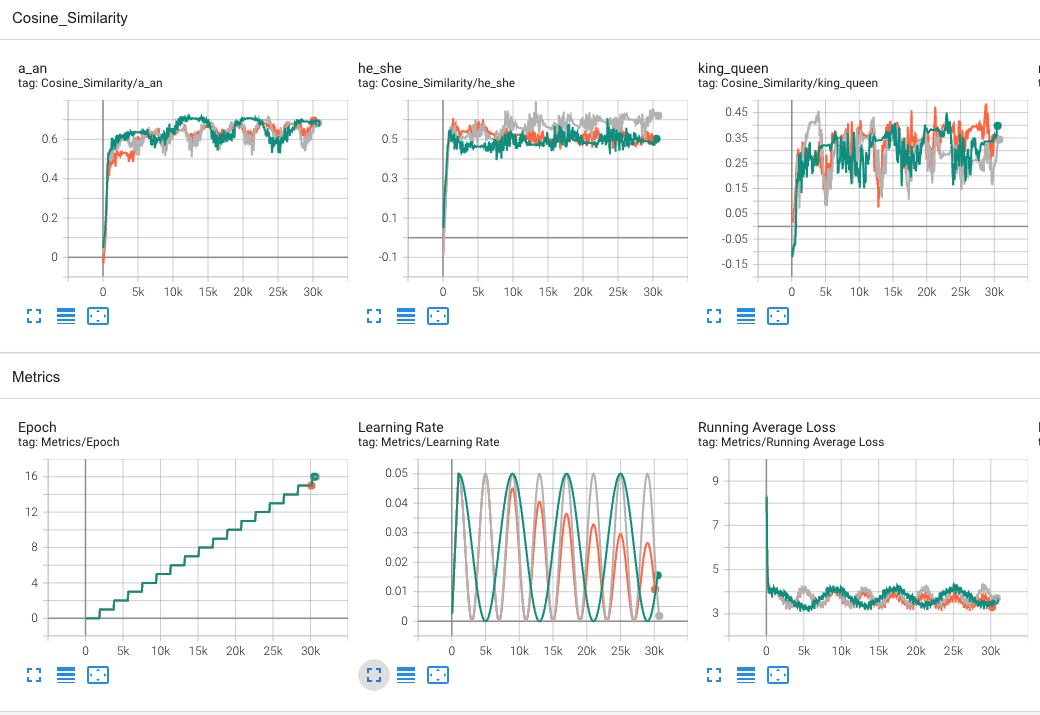 Cosine_Similarity
a_an
tag: Cosine_Similarity/a_an
0.6
0.4
0.2
0
0 5k 10k 15k 20k 25k 30k
he_she
tag: Cosine_Similarity/he_she
0.5
0.3
0.1
-0.1
0 5k 10k 15k 20k 25k 30k
king_queen
tag: Cosine_Similarity/king_queen
0.45
0.35
0.25
0.15
0.05
-0.05
-0.15
0 5k 10k 15k 20k 25k 30k
Metrics
Epoch
tag: Metrics/Epoch
16
12
8
4
0
0 5k 10k 15k 20k 25k 30k
Learning Rate
tag: Metrics/Learning Rate
0.05
0.04
0.03
0.02
0.01
0
0 5k 10k 15k 20k 25k 30k
Running Average Loss
tag: Metrics/Running Average Loss
9
7
5
3
0 5k 10k 15k 20k 25k 30k